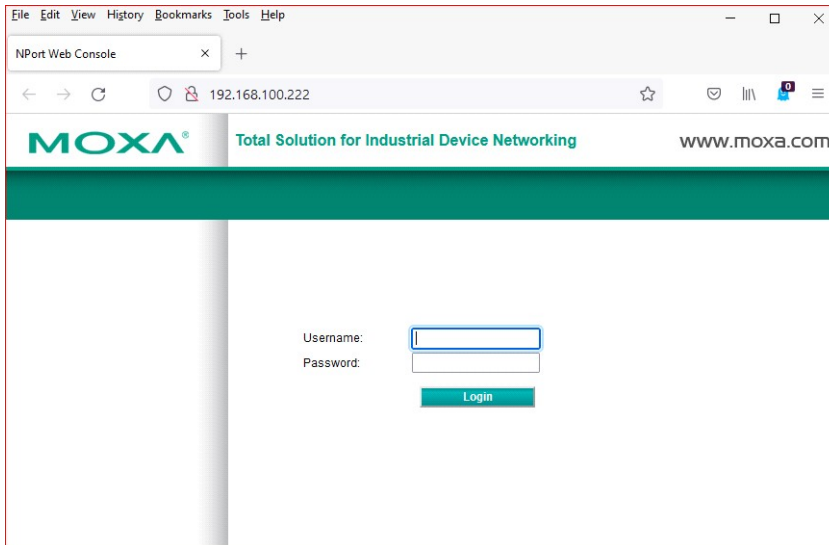 File Edit View History Bookmarks Tools Help
NPort Web Console
192.168.100.222
0
MOXA®
Total Solution for Industrial Device Networking
www.moxa.com
Username:
Password:
Login